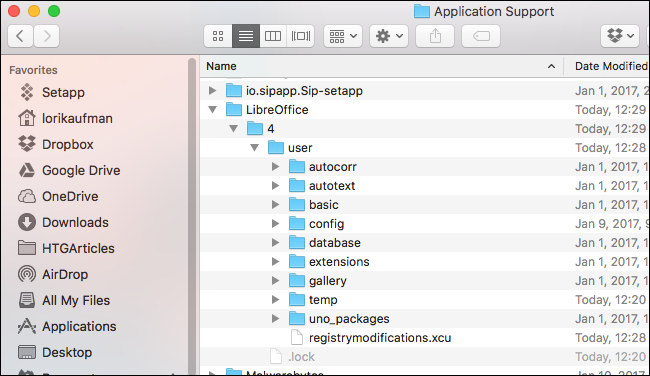 Application Support
Favorites
Setapp
lorikaufman
Dropbox
Google Drive
OneDrive
Downloads
HTGArticles
AirDrop
All My Files
Applications
Desktop
Name Date Modified
io.sipapp.Sip-setapp Jan 1, 2017, 2
LibreOffice Today, 12:29
4 Today, 12:29
user Today, 12:28
autocorr Jan 1, 2017, 1
autotext Jan 1, 2017, 1
basic Jan 1, 2017, 1
config Jan 9, 2017, 9
database Jan 1, 2017, 1
extensions Jan 1, 2017, 1
gallery Jan 1, 2017, 1
temp Today, 12:20
uno_packages Jan 1, 2017, 1
registrymodifications.xcu Today, 12:28
.lock Today, 12:20
Malwarebytes Jan 10, 2017